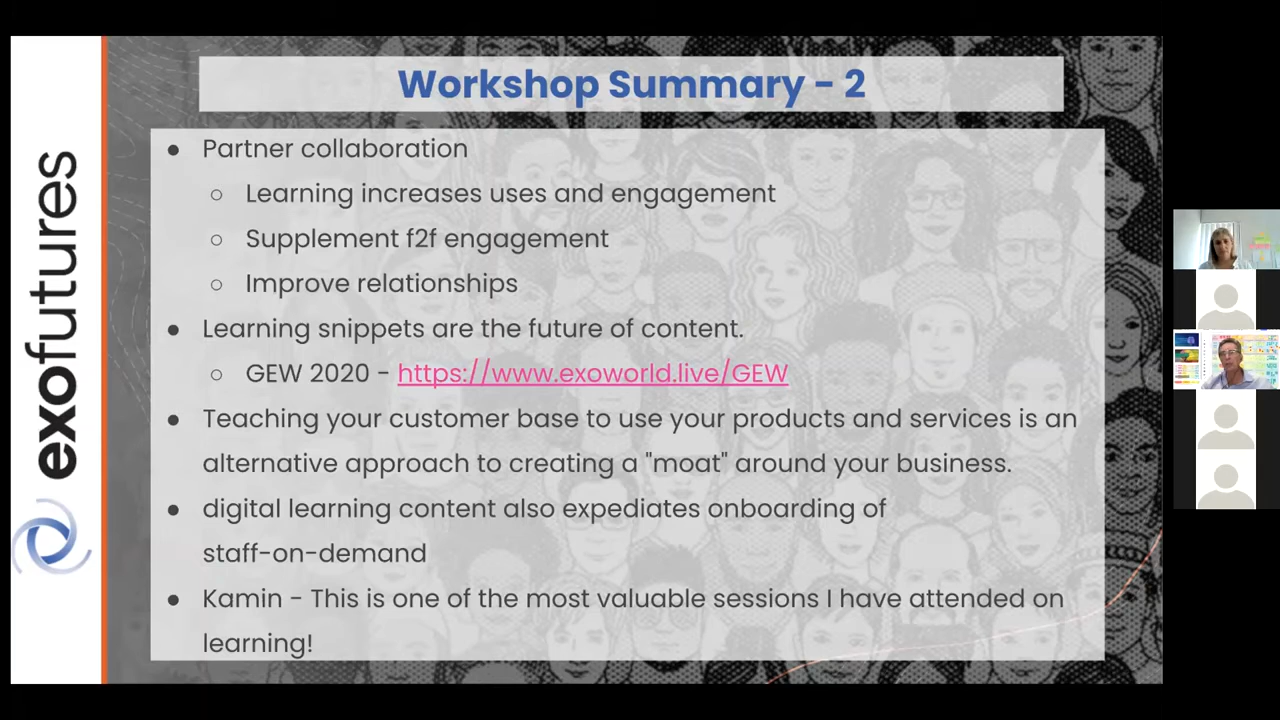 exofutures
Workshop Summary - 2
● Partner collaboration
○ Learning increases uses and engagement
○ Supplement f2f engagement
○ Improve relationships
● Learning snippets are the future of content.
○ GEW 2020 - https://www.exoworld.live/GEW
● Teaching your customer base to use your products and services is an
alternative approach to creating a "moat" around your business.
● digital learning content also expediates onboarding of
staff-on-demand
● Kamin - This is one of the most valuable sessions I have attended on
learning!